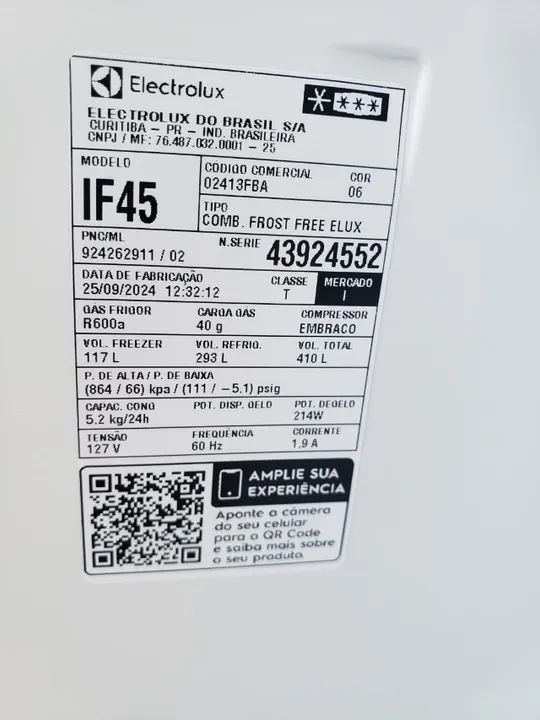 Electrolux
ELECTROLUX DO BRASIL S/A
CURITIBA – PR – IND. BRASILEIRA
CNPJ / MF: 76.487.032.0001 – 25
MODELO
IF45
CÓDIGO COMERCIAL COR
02413FBA 06
TIPO
COMB. FROST FREE ELUX
PNC/ML N.SERIE 43924552
924262911 / 02
DATA DE FABRICAÇÃO CLASSE MERCADO
25/09/2024 12:32:12 T I
GÁS FRIGOR CARGA GÁS COMPRESSOR
R600a 40 g EMBRACO
VOL. FREEZER VOL. REFRIG. VOL. TOTAL
117 L 293 L 410 L
P. DE ALTA / P. DE BAIXA
(864 / 66) kpa / (111 / –5.1) psig
CAPAC. CONG POT. DISP. GELO POT. DEGELO
5.2 kg/24h 214W
TENSÃO FREQUÊNCIA CORRENTE
127 V 60 Hz 1,9 A
AMPLIE SUA
EXPERIÊNCIA
Aponte a câmera
do seu celular
para o QR Code
e saiba mais sobre
o seu produto.